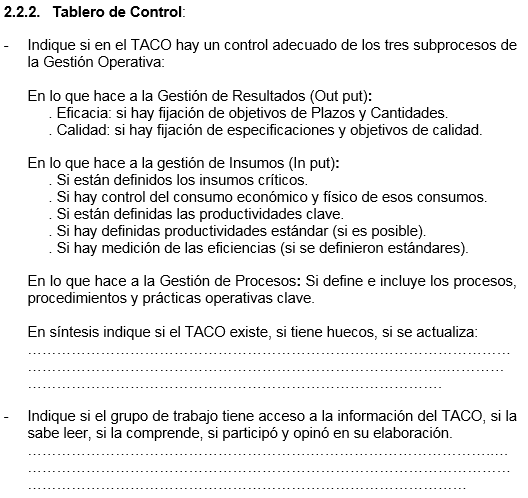 2.2.2. Tablero de Control:
- Indique si en el TACO hay un control adecuado de los tres subprocesos de
la Gestión Operativa:
En lo que hace a la Gestión de Resultados (Out put):
. Eficacia: si hay fijación de objetivos de Plazos y Cantidades.
. Calidad: si hay fijación de especificaciones y objetivos de calidad.
En lo que hace a la gestión de Insumos (In put):
. Si están definidos los insumos críticos.
. Si hay control del consumo económico y físico de esos consumos.
. Si están definidas las productividades clave.
. Si hay definidas productividades estándar (si es posible).
. Si hay medición de las eficiencias (si se definieron estándares).
En lo que hace a la Gestión de Procesos: Si define e incluye los procesos,
procedimientos y prácticas operativas clave.
En síntesis indique si el TACO existe, si tiene huecos, si se actualiza:
……………………………………………………………………………………….
………………………………………………………………………………………
……………………………………………………………………………
- Indique si el grupo de trabajo tiene acceso a la información del TACO, si la
sabe leer, si la comprende, si participó y opinó en su elaboración.
……………………………………………………………………………………….
……………………………………………………………………………………….
………………………………………………………………………………..